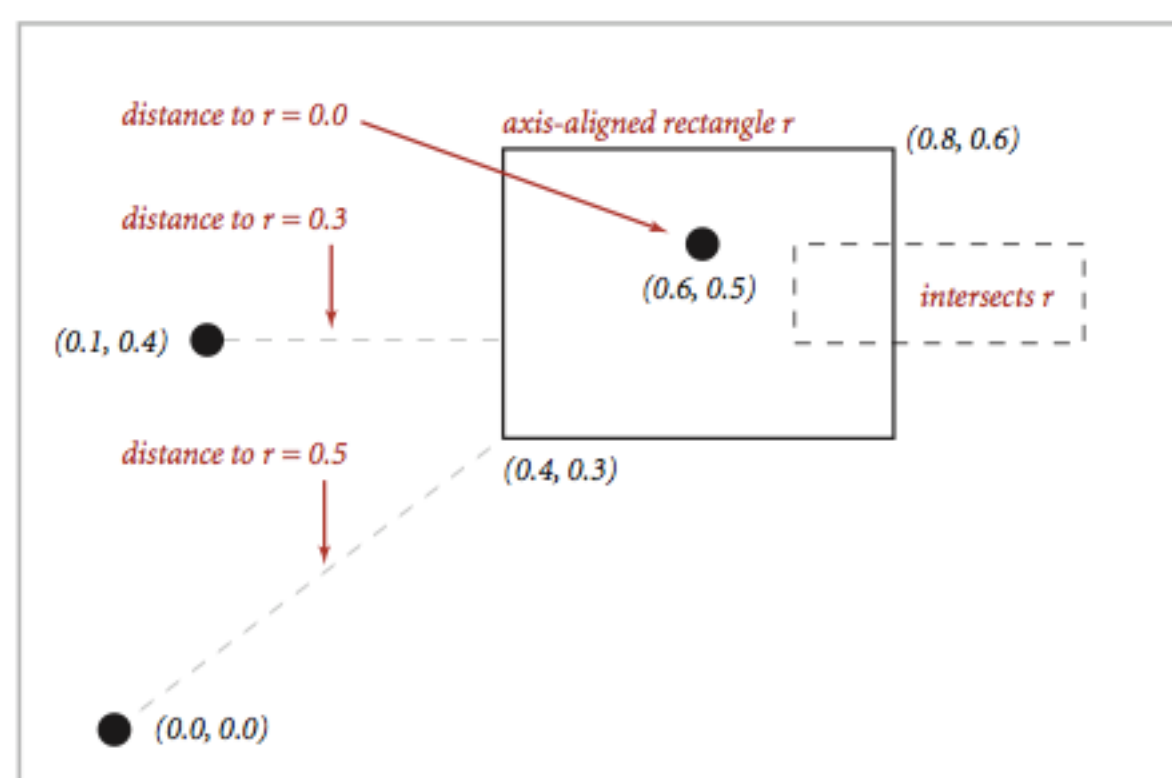 distance to r = 0.0
axis-aligned rectangle r
(0.8, 0.6)
distance to r = 0.3
(0.6, 0.5)
intersects r
(0.1, 0.4)
distance to r = 0.5
(0.4, 0.3)
(0.0, 0.0)